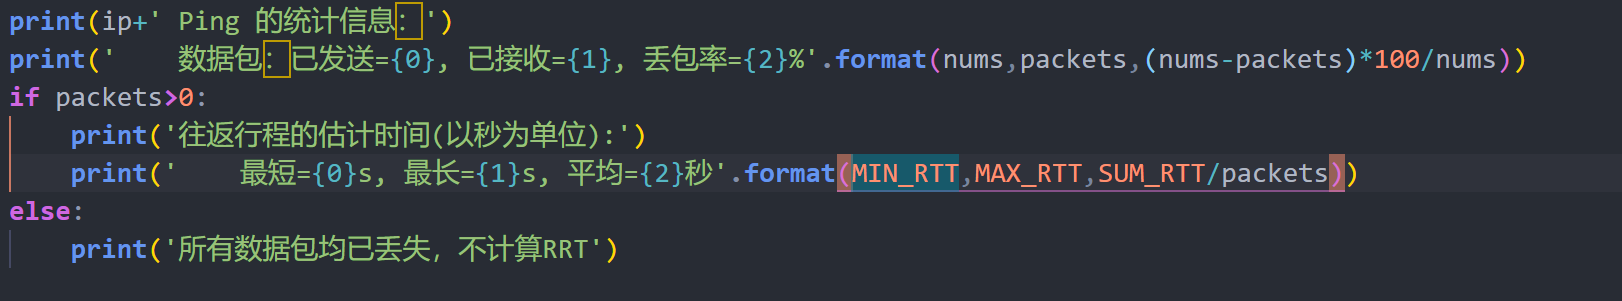 print(ip+' Ping 的统计信息：')
print('    数据包：已发送={0}, 已接收={1}, 丢包率={2}%'.format(nums,packets,(nums-packets)*100/nums))
if packets>0:
    print('往返行程的估计时间(以秒为单位):')
    print('    最短={0}s, 最长={1}s, 平均={2}秒'.format(MIN_RTT,MAX_RTT,SUM_RTT/packets))
else:
    print('所有数据包均已丢失，不计算RRT')